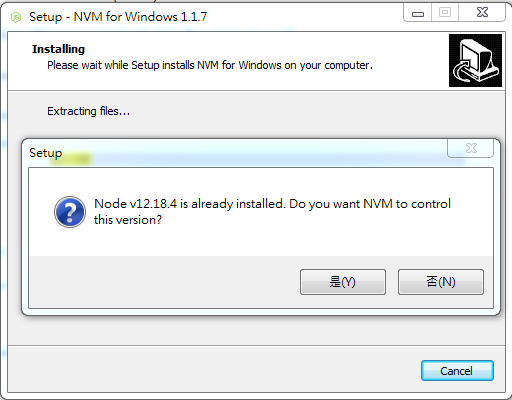 Setup - NVM for Windows 1.1.7
Installing
Please wait while Setup installs NVM for Windows on your computer.
Extracting files...
Setup
Node v12.18.4 is already installed. Do you want NVM to control
this version?
是(Y)
否(N)
Cancel